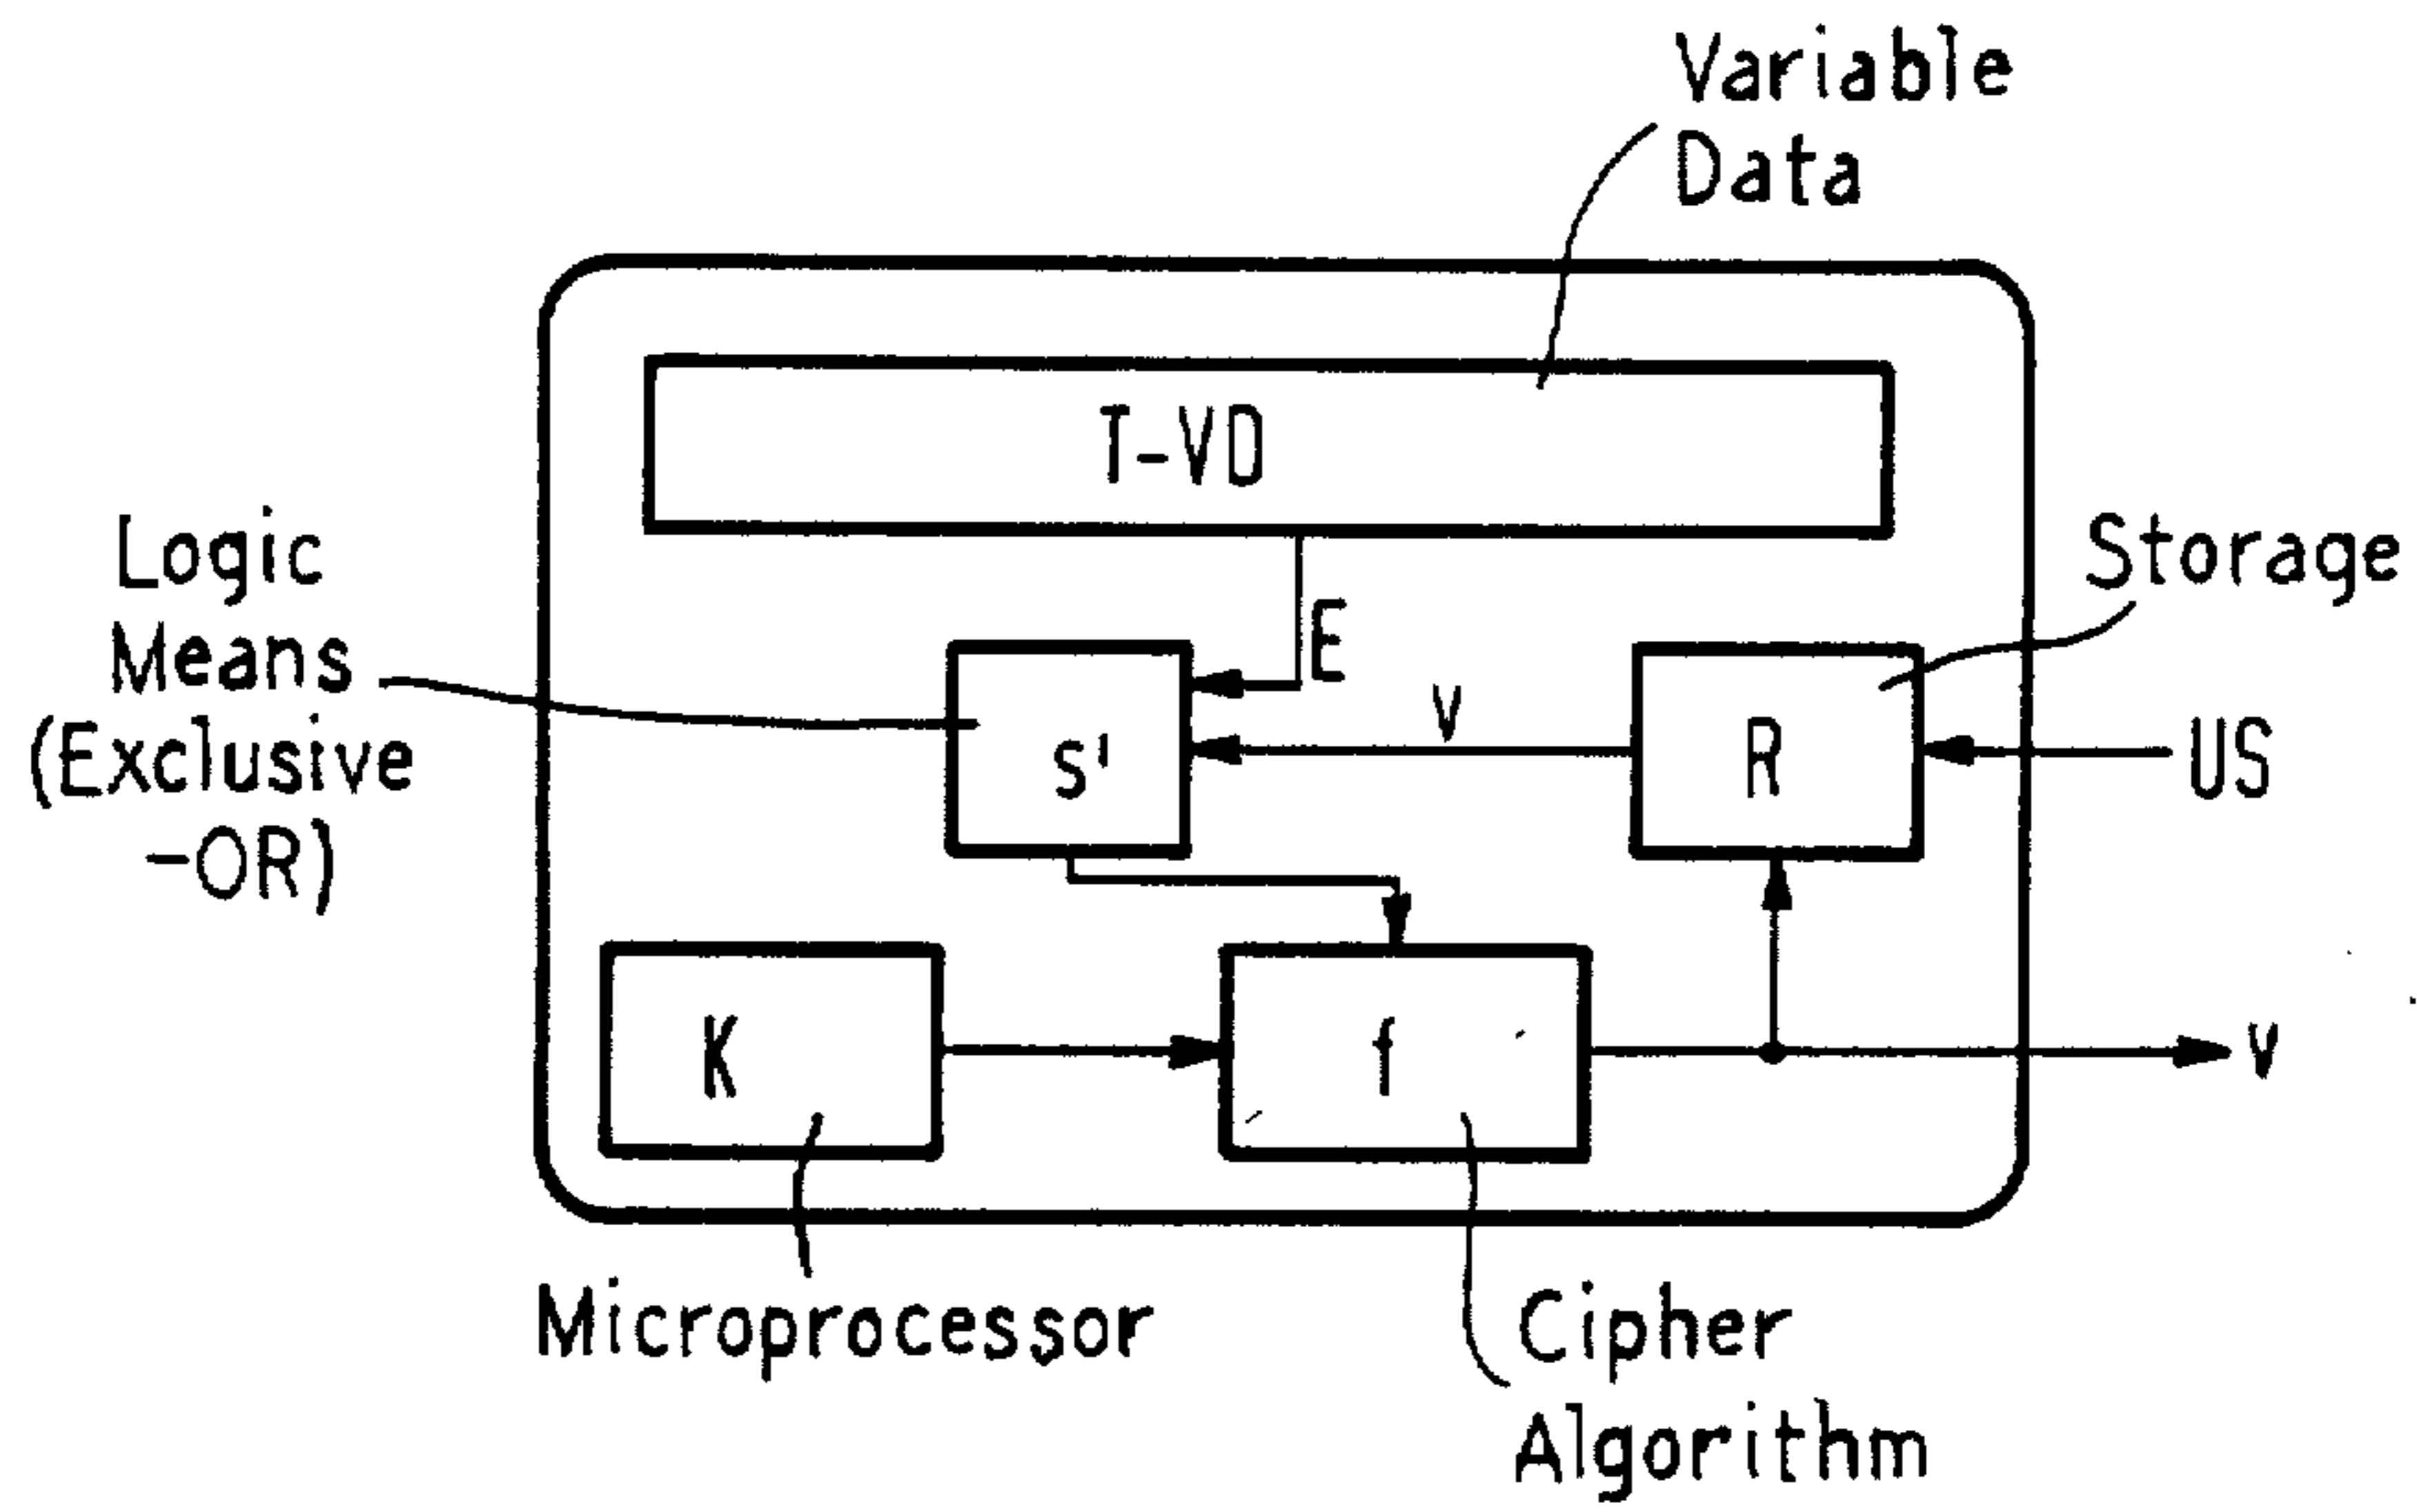 Variable
Data
T-VD
Logic
Means
(Exclusive
-OR)
E
Storage
s'
v
R
US
K
f
v
Microprocessor
Cipher
Algorithm